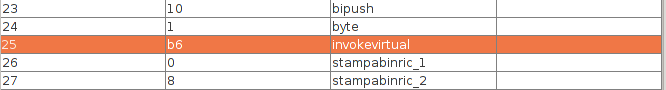 23 10 bipush
24 1 byte
25 b6 invokevirtual
26 0 stampabinric_1
27 8 stampabinric_2